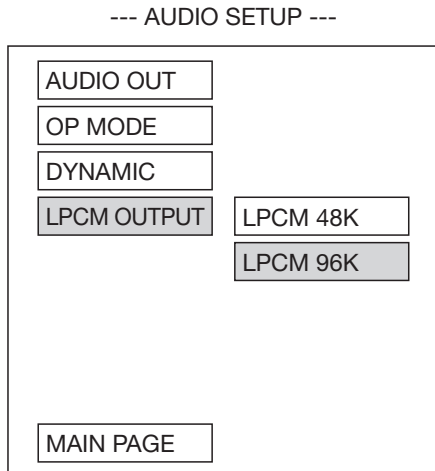 --- AUDIO SETUP ---
AUDIO OUT
OP MODE
DYNAMIC
LPCM OUTPUT LPCM 48K
LPCM 96K
MAIN PAGE